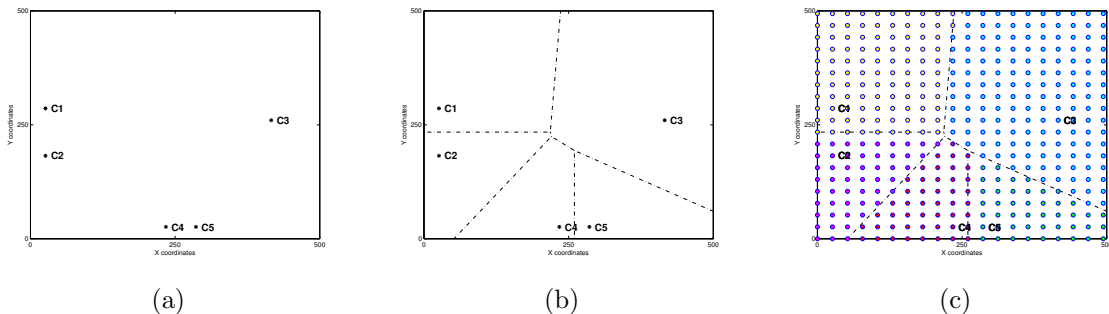 500
250
0
0
250
500
Y coordinates
X coordinates
C1
C2
C3
C4
C5
(a)
500
250
0
0
250
500
Y coordinates
X coordinates
C1
C2
C3
C4
C5
(b)
500
250
0
0
250
500
Y coordinates
X coordinates
C1
C2
C3
C4
C5
(c)